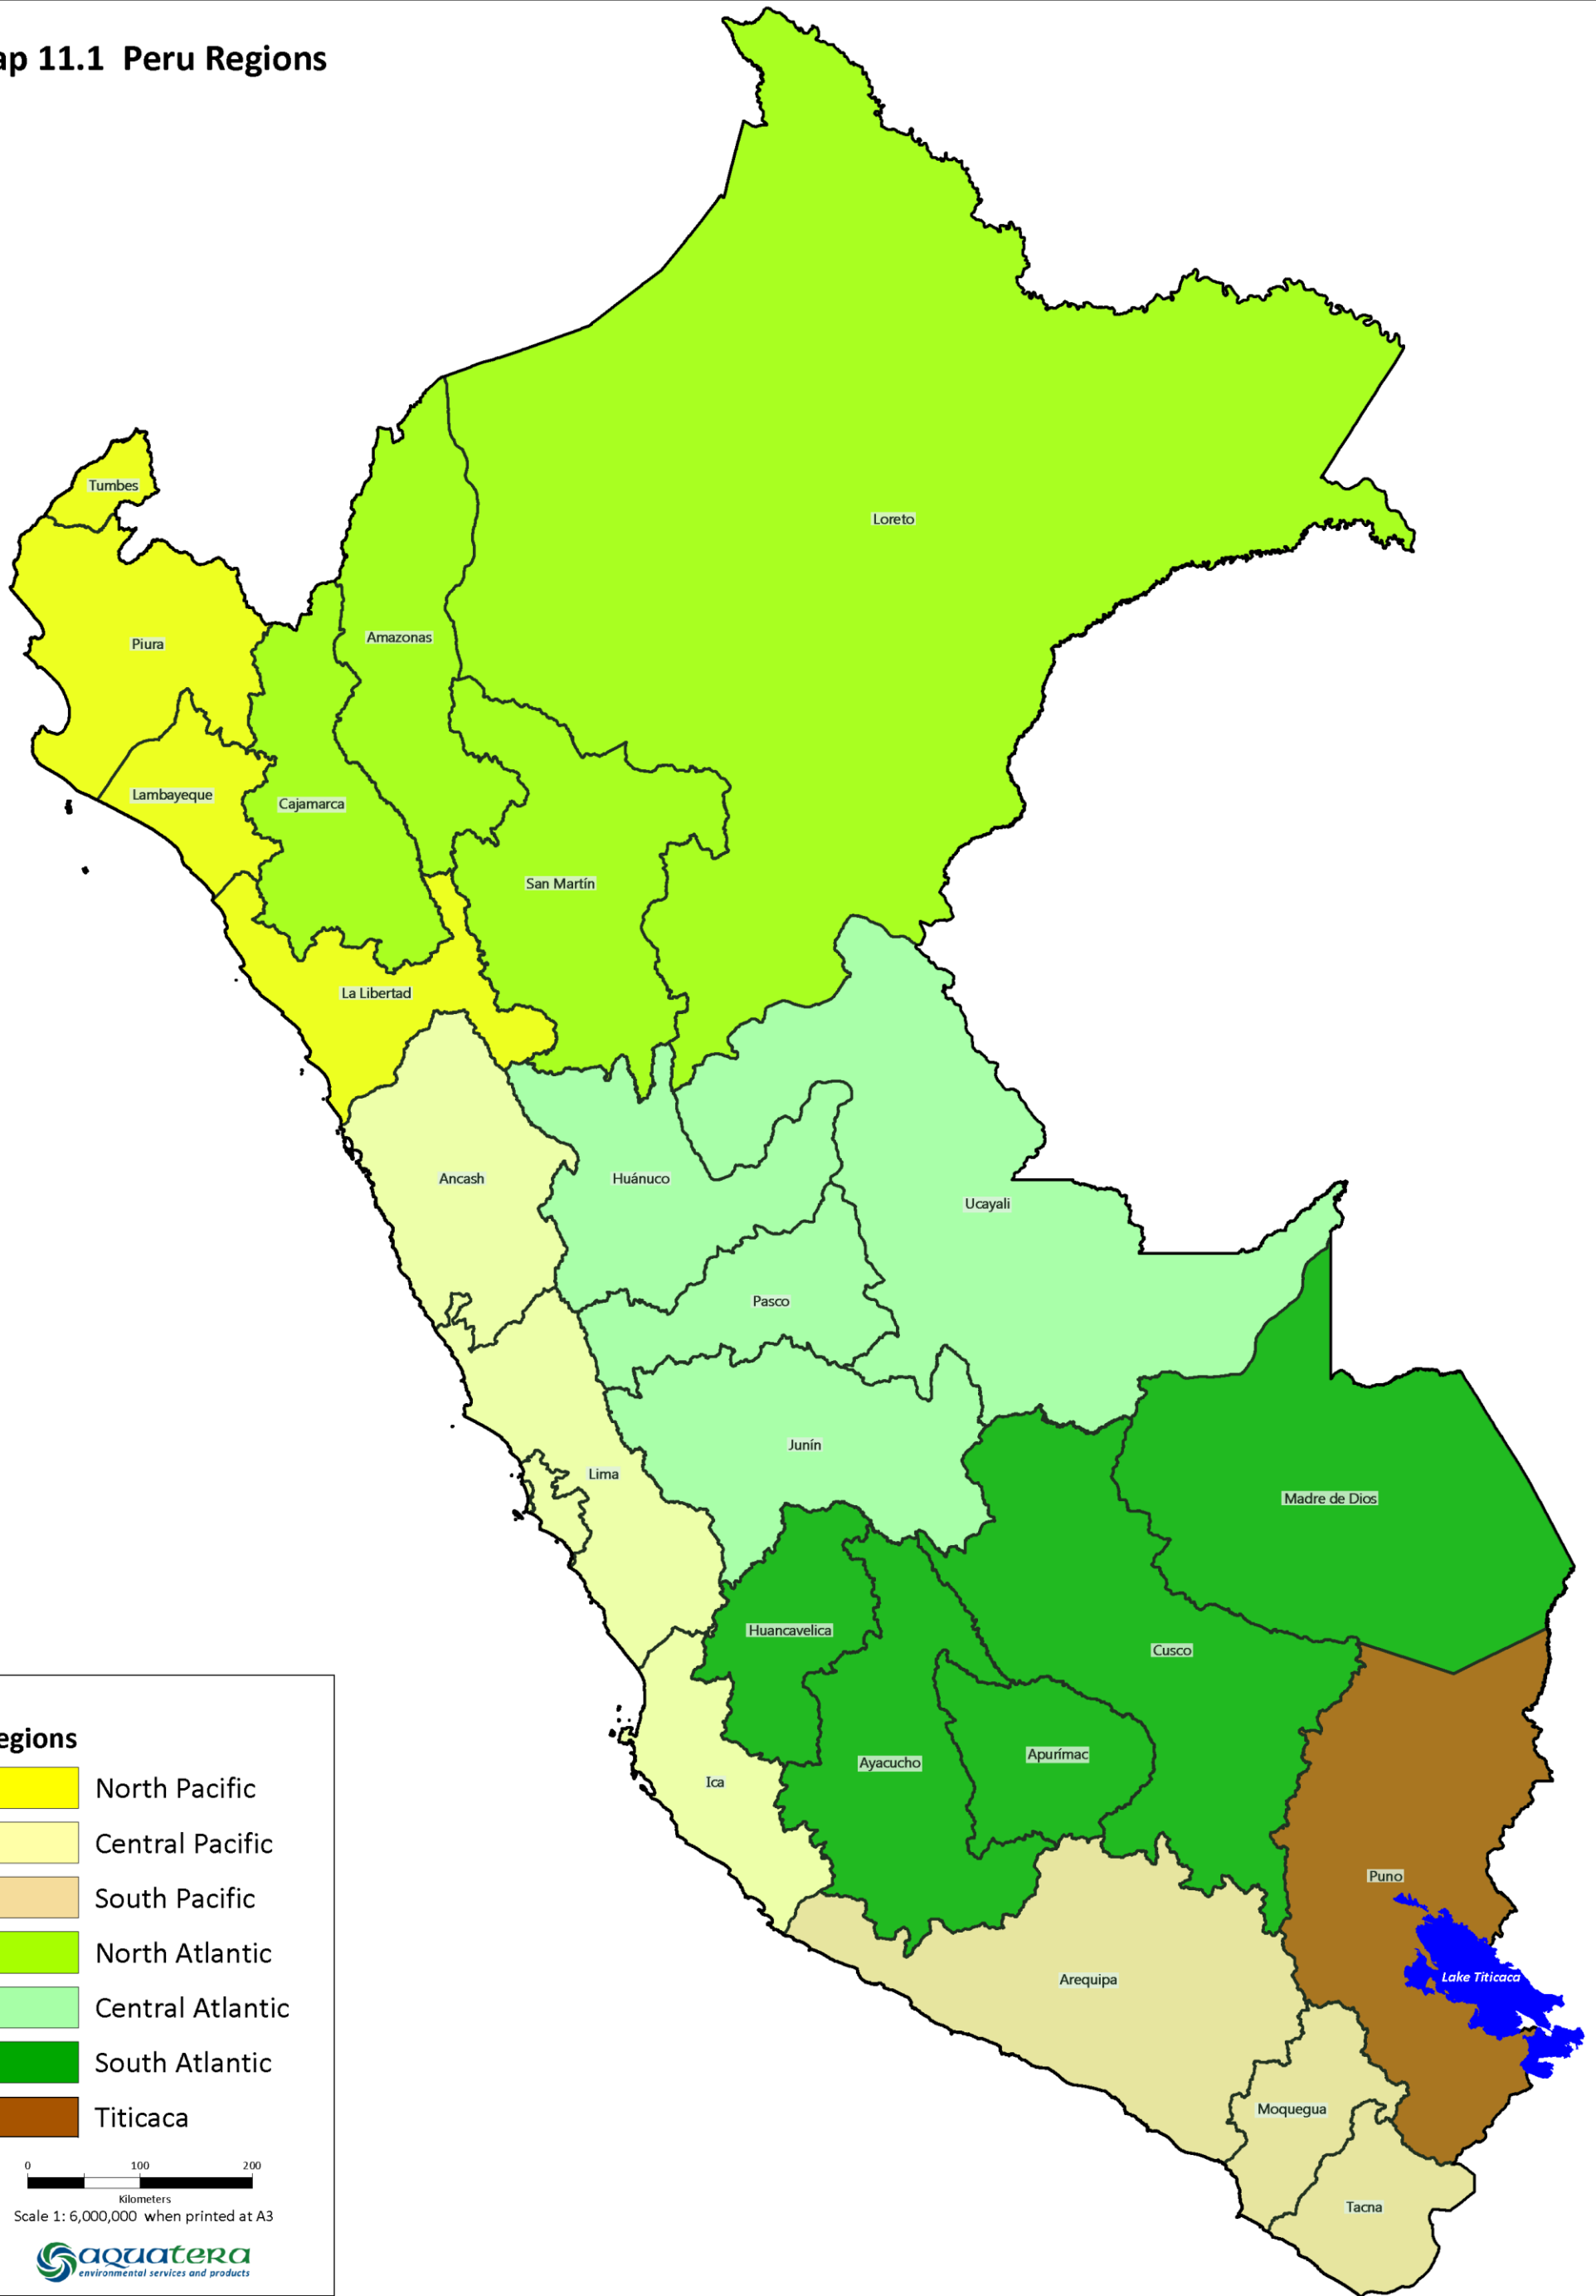 ap 11.1 Peru Regions
Tumbes
Loreto
Piura
Amazonas
Lambayeque
Cajamarca
San Martín
La Libertad
Ancash
Huánuco
Ucayali
Pasco
Junín
Lima
Madre de Dios
Huancavelica
Cusco
Apurímac
Ayacucho
Ica
Puno
Lake Titicaca
Arequipa
Moquegua
Tacna
egions
North Pacific
Central Pacific
South Pacific
North Atlantic
Central Atlantic
South Atlantic
Titicaca
0 100 200
Kilometers
Scale 1: 6,000,000 when printed at A3
aquatera
environmental services and products